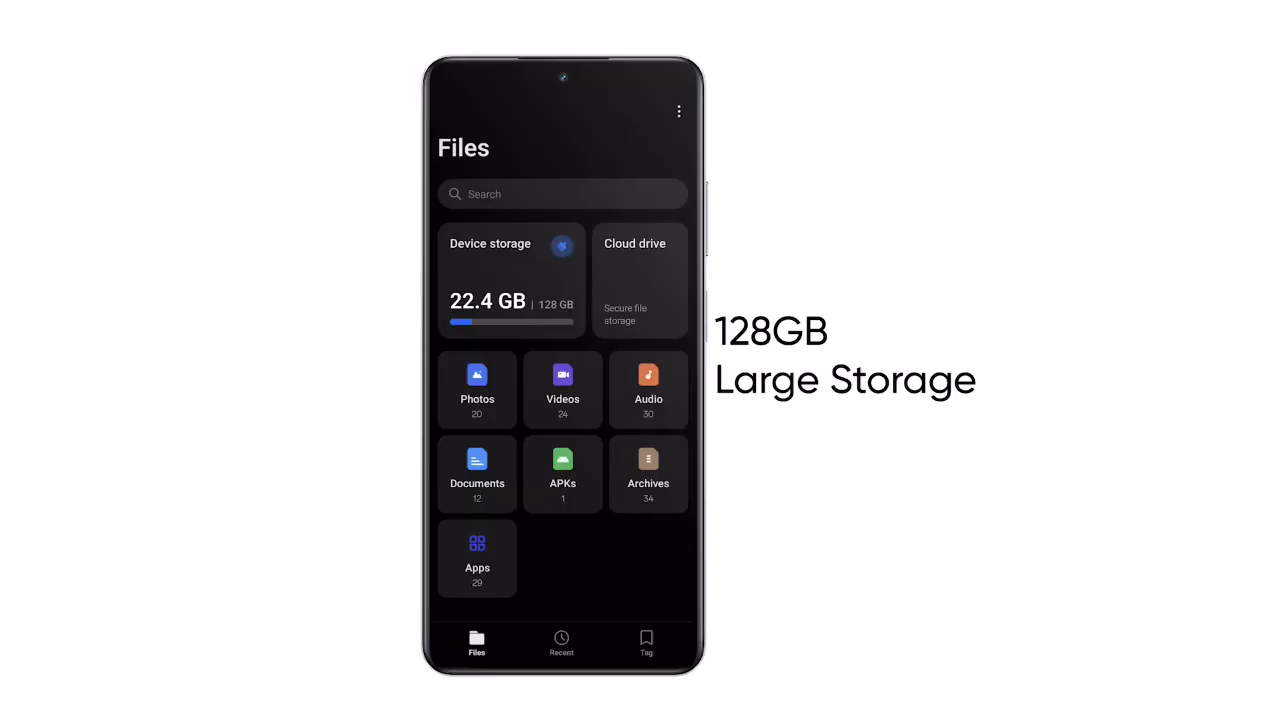 Files
Search
Device storage
Cloud drive
22.4 GB | 128 GB
Secure file
storage
Photos
20
Videos
24
Audio
30
Documents
12
APKs
1
Archives
34
Apps
29
Files
Recent
Tag
128GB
Large Storage